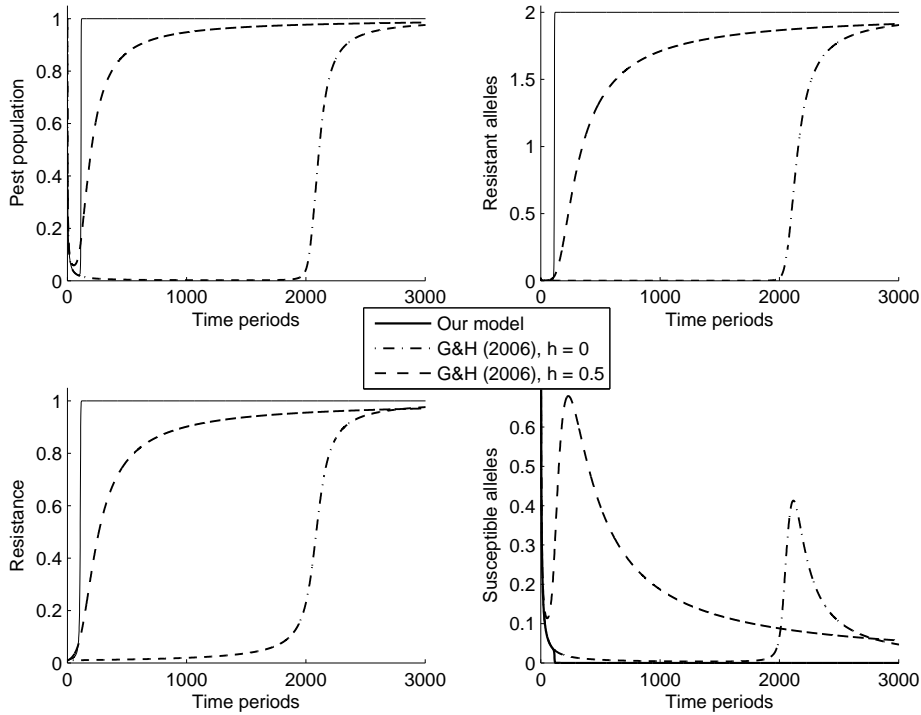 Pest population
1
0.8
0.6
0.4
0.2
0
0 1000 2000 3000
Time periods
Resistant alleles
2
1.5
1
0.5
0
0 1000 2000 3000
Time periods
Our model
G&H (2006), h = 0
G&H (2006), h = 0.5
Resistance
1
0.8
0.6
0.4
0.2
0
0 1000 2000 3000
Time periods
Susceptible alleles
0.6
0.5
0.4
0.3
0.2
0.1
0
0 1000 2000 3000
Time periods